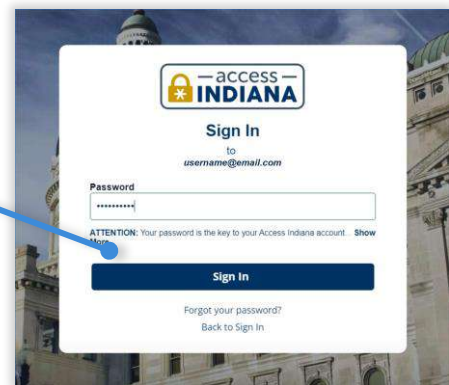 access
INDIANA
Sign In
to
username@email.com
Password
ATTENTION: Your password is the key to your Access Indiana account. Show
More
Sign In
Forgot your password?
Back to Sign In